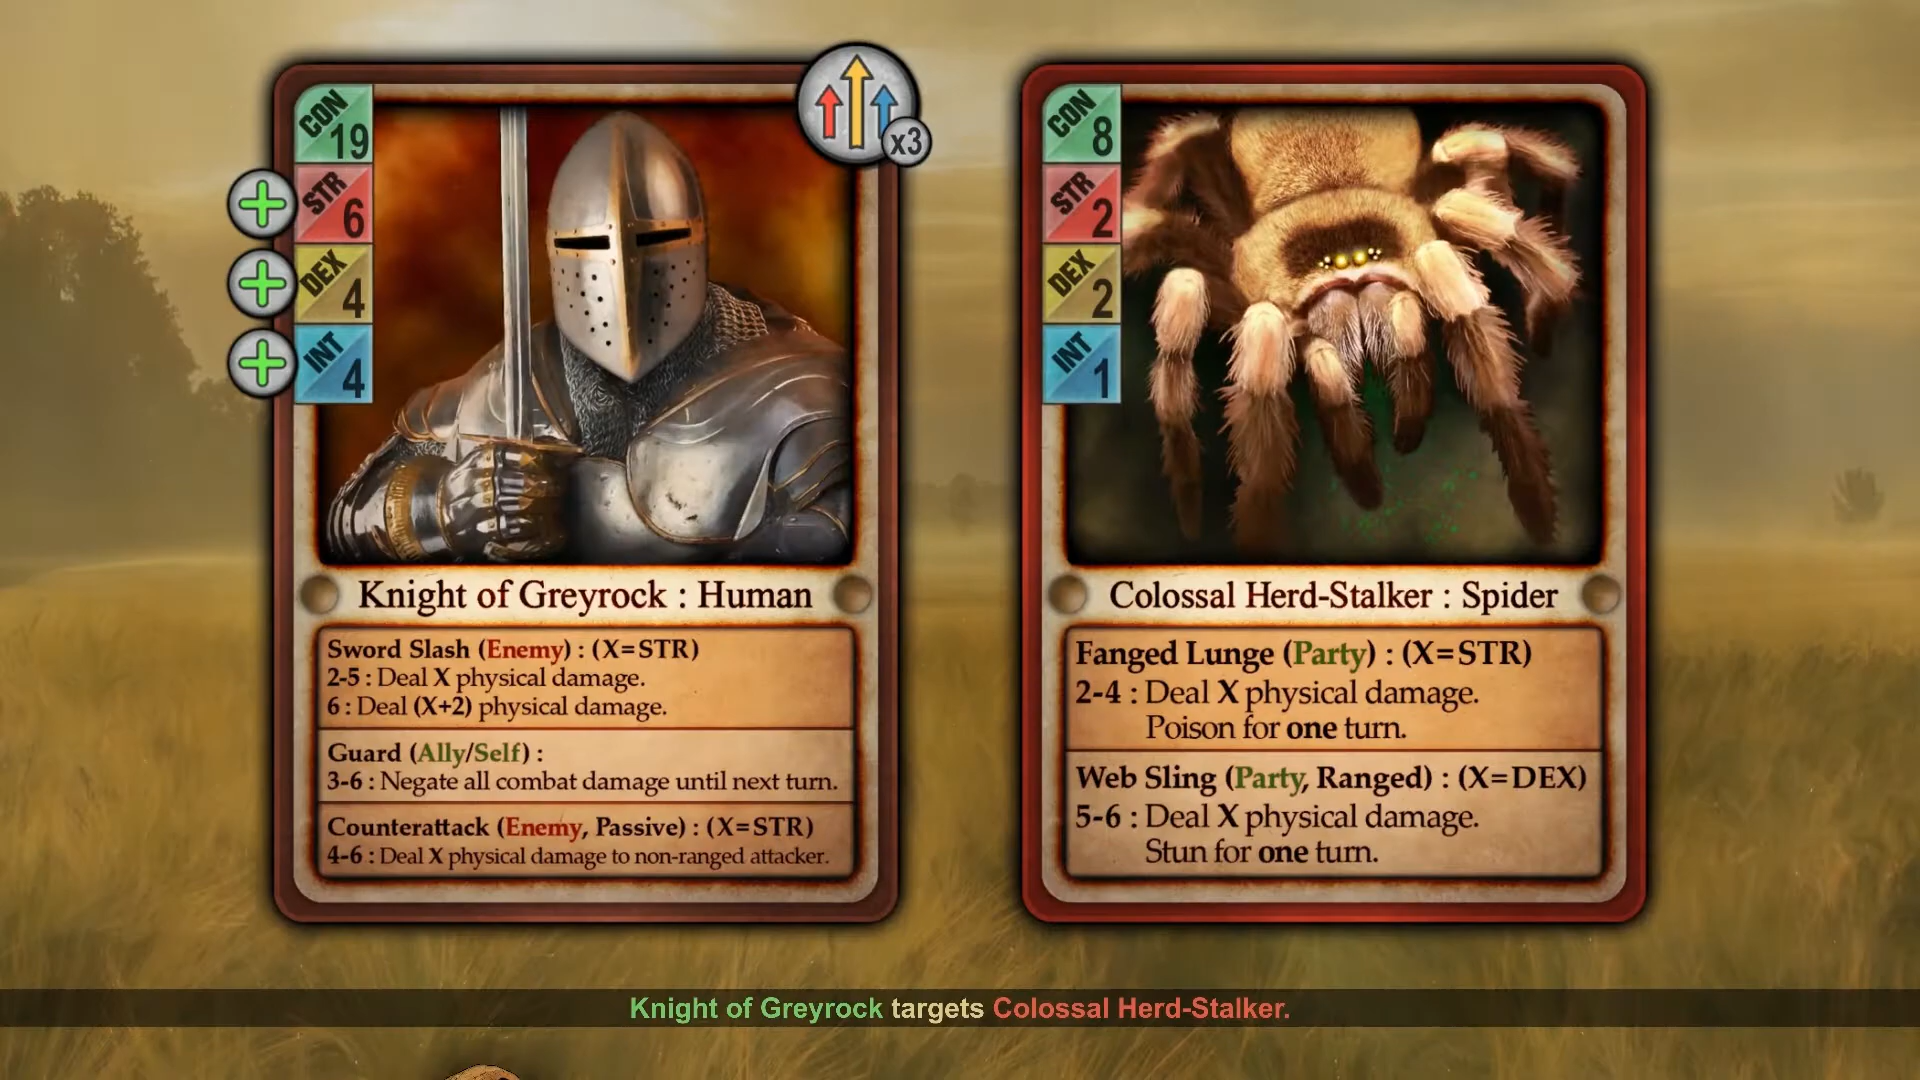 x3
CON
19
STR
6
DEX
4
INT
4
Knight of Greyrock : Human
Sword Slash (Enemy) : (X=STR)
2-5 : Deal X physical damage.
6 : Deal (X+2) physical damage.
Guard (Ally/Self) :
3-6 : Negate all combat damage until next turn.
Counterattack (Enemy, Passive) : (X=STR)
4-6 : Deal X physical damage to non-ranged attacker.
CON
8
STR
2
DEX
2
INT
1
Colossal Herd-Stalker : Spider
Fanged Lunge (Party) : (X=STR)
2-4 : Deal X physical damage.
Poison for one turn.
Web Sling (Party, Ranged) : (X=DEX)
5-6 : Deal X physical damage.
Stun for one turn.
Knight of Greyrock targets Colossal Herd-Stalker.